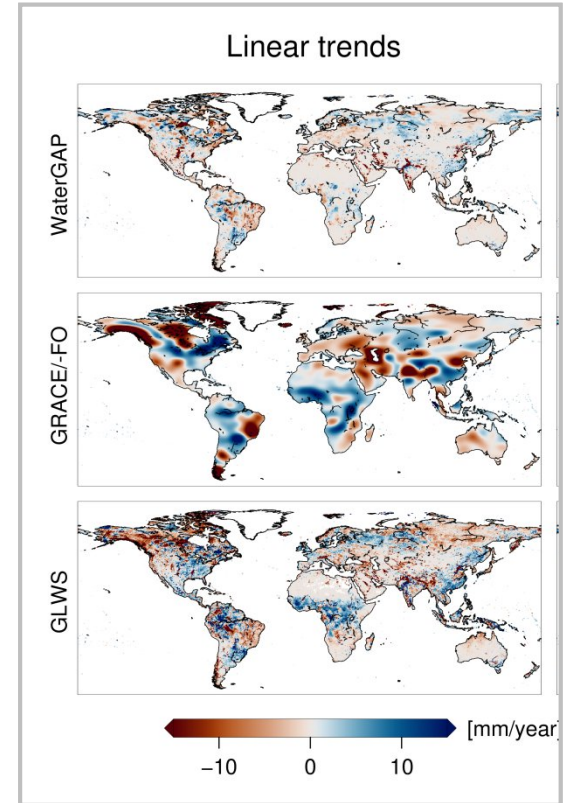 Linear trends
WaterGAP
GRACE/-FO
GLWS
[mm/year]
−10 0 10